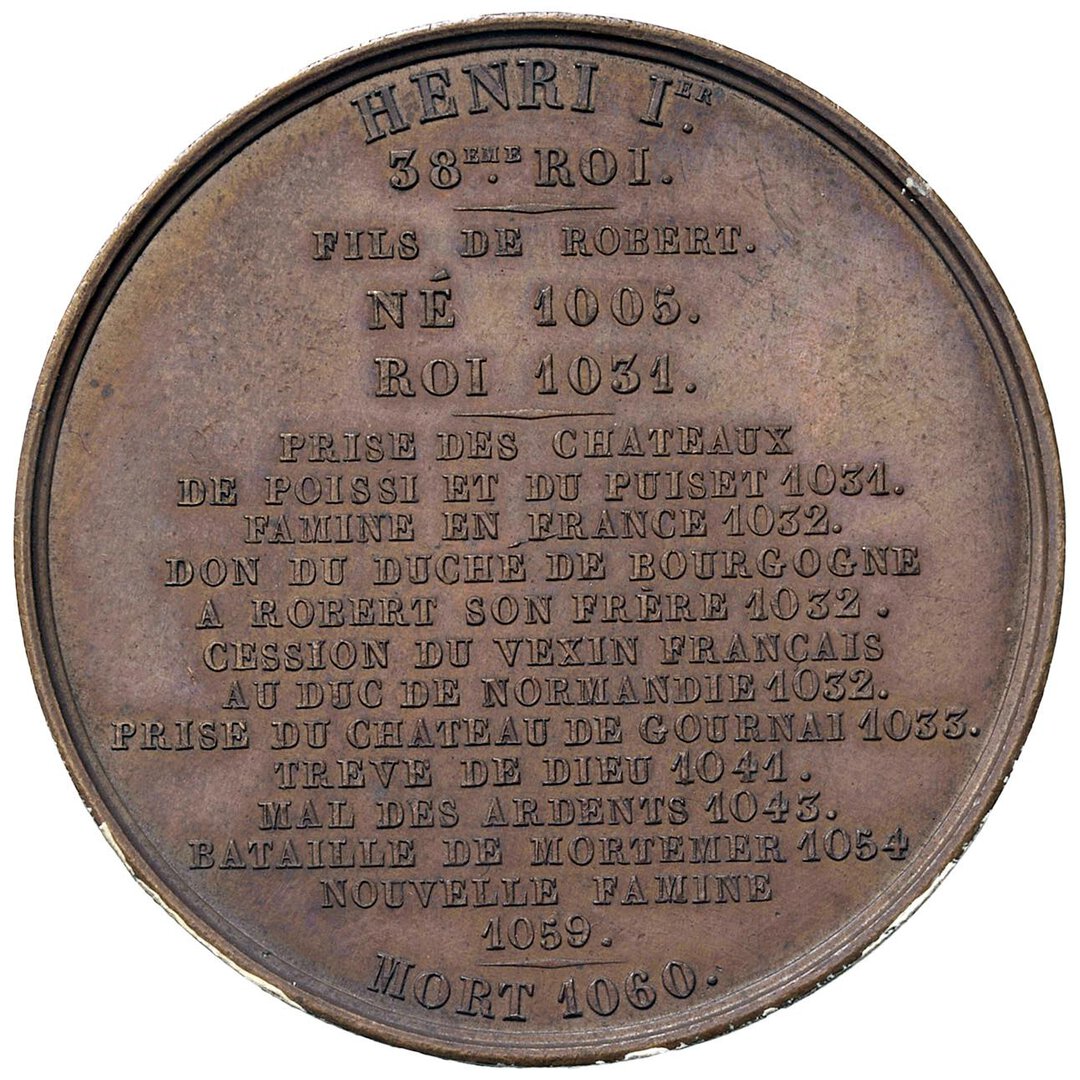 HENRI IER.
38EME. ROI.
FILS DE ROBERT.
NÉ 1005.
ROI 1031.
PRISE DES CHATEAUX
DE POISSI ET DU PUISET 1031.
FAMINE EN FRANCE 1032.
DON DU DUCHÉ DE BOURGOGNE
A ROBERT SON FRÈRE 1032.
CESSION DU VEXIN FRANÇAIS
AU DUC DE NORMANDIE 1032.
PRISE DU CHATEAU DE GOURNAI 1033.
TREVE DE DIEU 1041.
MAL DES ARDENTS 1043.
BATAILLE DE MORTEMER 1054
NOUVELLE FAMINE
1059.
MORT 1060.